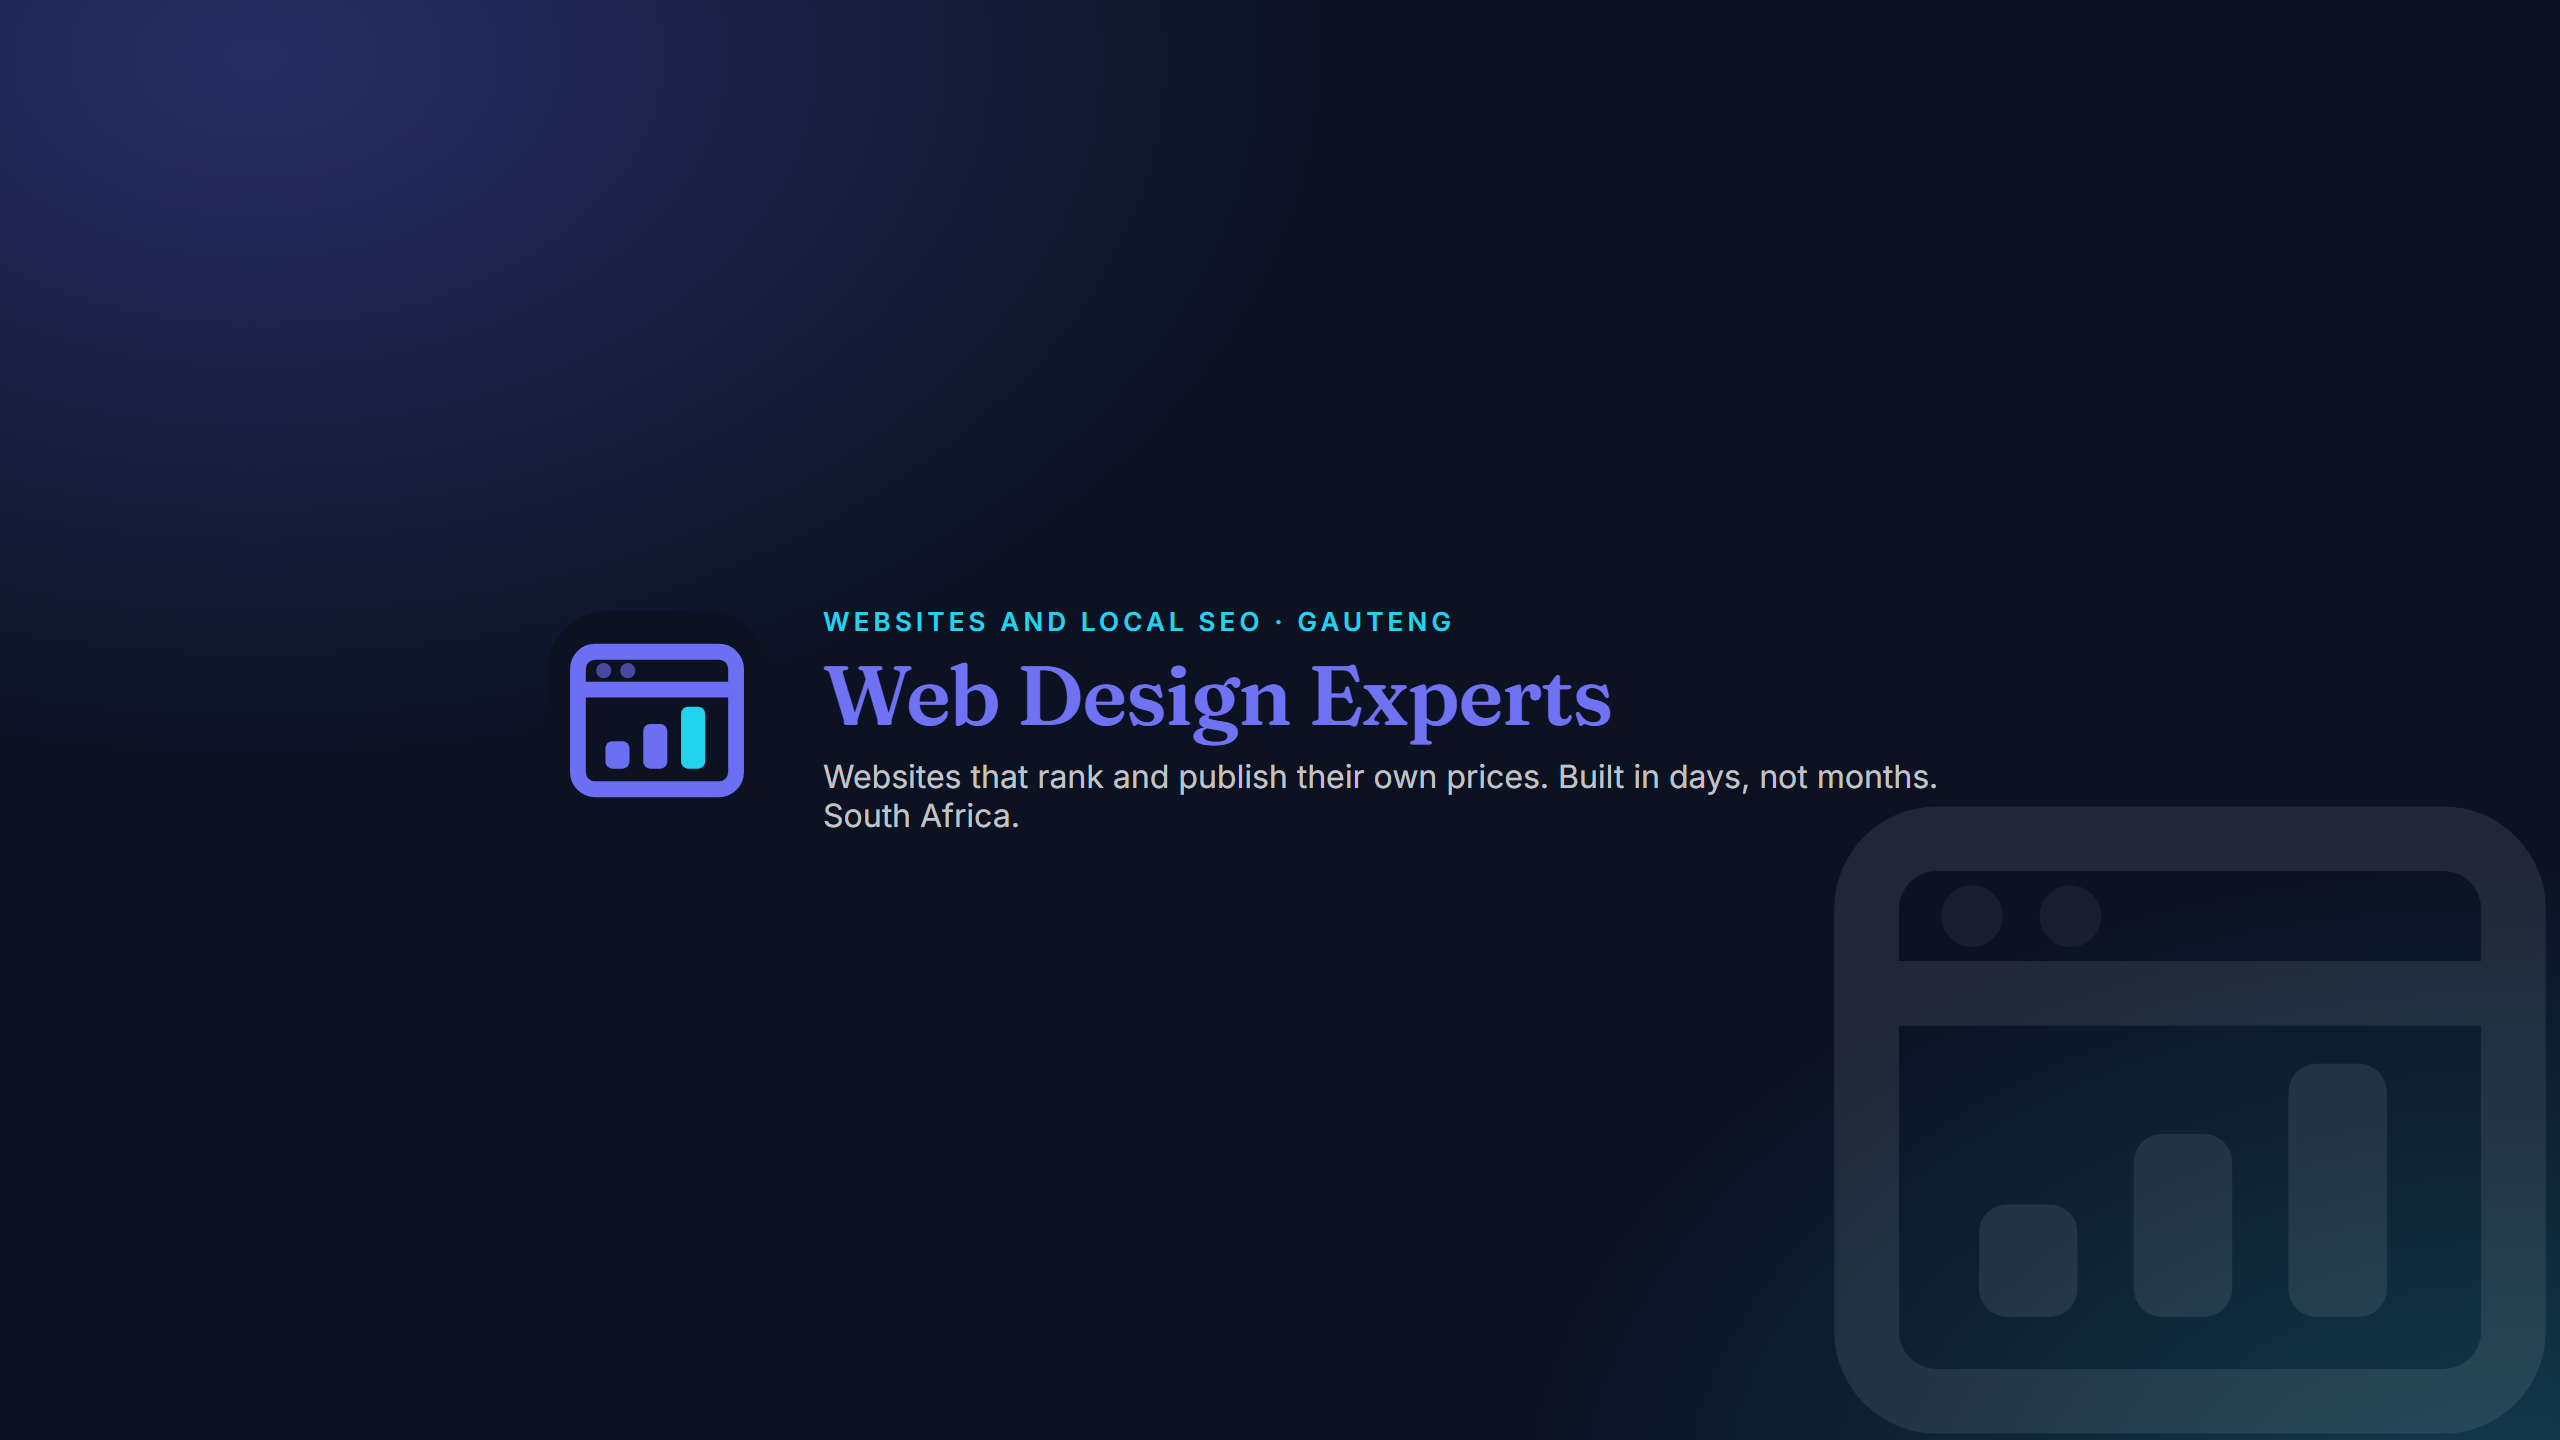 WEBSITES AND LOCAL SEO · GAUTENG
Web Design Experts
Websites that rank and publish their own prices. Built in days, not months.
South Africa.